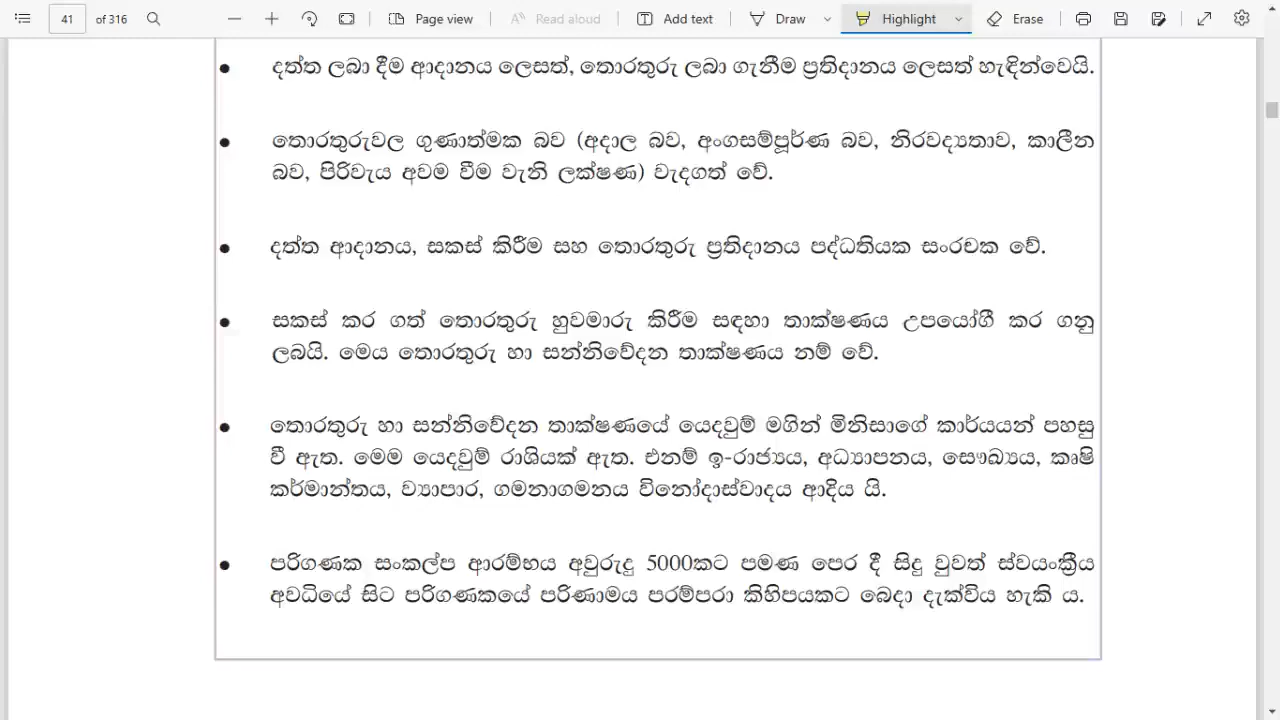 41 of 316 Page view Read aloud Add text Draw Highlight Erase
දත්ත ලබා දීම ආදානය ලෙසත්, තොරතුරු ලබා ගැනීම ප්‍රතිදානය ලෙසත් හැඳින්වෙයි.
තොරතුරුවල ගුණාත්මක බව (අදාල බව, අංගසම්පූර්ණ බව, නිරවද්‍යතාව, කාලීන
බව, පිරිවැය අවම වීම වැනි ලක්ෂණ) වැදගත් වේ.
දත්ත ආදානය, සකස් කිරීම සහ තොරතුරු ප්‍රතිදානය පද්ධතියක සංරචක වේ.
සකස් කර ගත් තොරතුරු හුවමාරු කිරීම සඳහා තාක්ෂණය උපයෝගී කර ගනු
ලබයි. මෙය තොරතුරු හා සන්නිවේදන තාක්ෂණය නම් වේ.
තොරතුරු හා සන්නිවේදන තාක්ෂණයේ යෙදවුම් මගින් මිනිසාගේ කාර්යයන් පහසු
වී ඇත. මෙම යෙදවුම් රාශියක් ඇත. එනම් ඉ-රාජ්‍යය, අධ්‍යාපනය, සෞඛ්‍යය, කෘෂි
කර්මාන්තය, ව්‍යාපාර, ගමනාගමනය විනෝදාස්වාදය ආදිය යි.
පරිගණක සංකල්ප ආරම්භය අවුරුදු 5000කට පමණ පෙර දී සිදු වුවත් ස්වයංක්‍රීය
අවධියේ සිට පරිගණකයේ පරිණාමය පරම්පරා කිහිපයකට බෙදා දැක්විය හැකි ය.